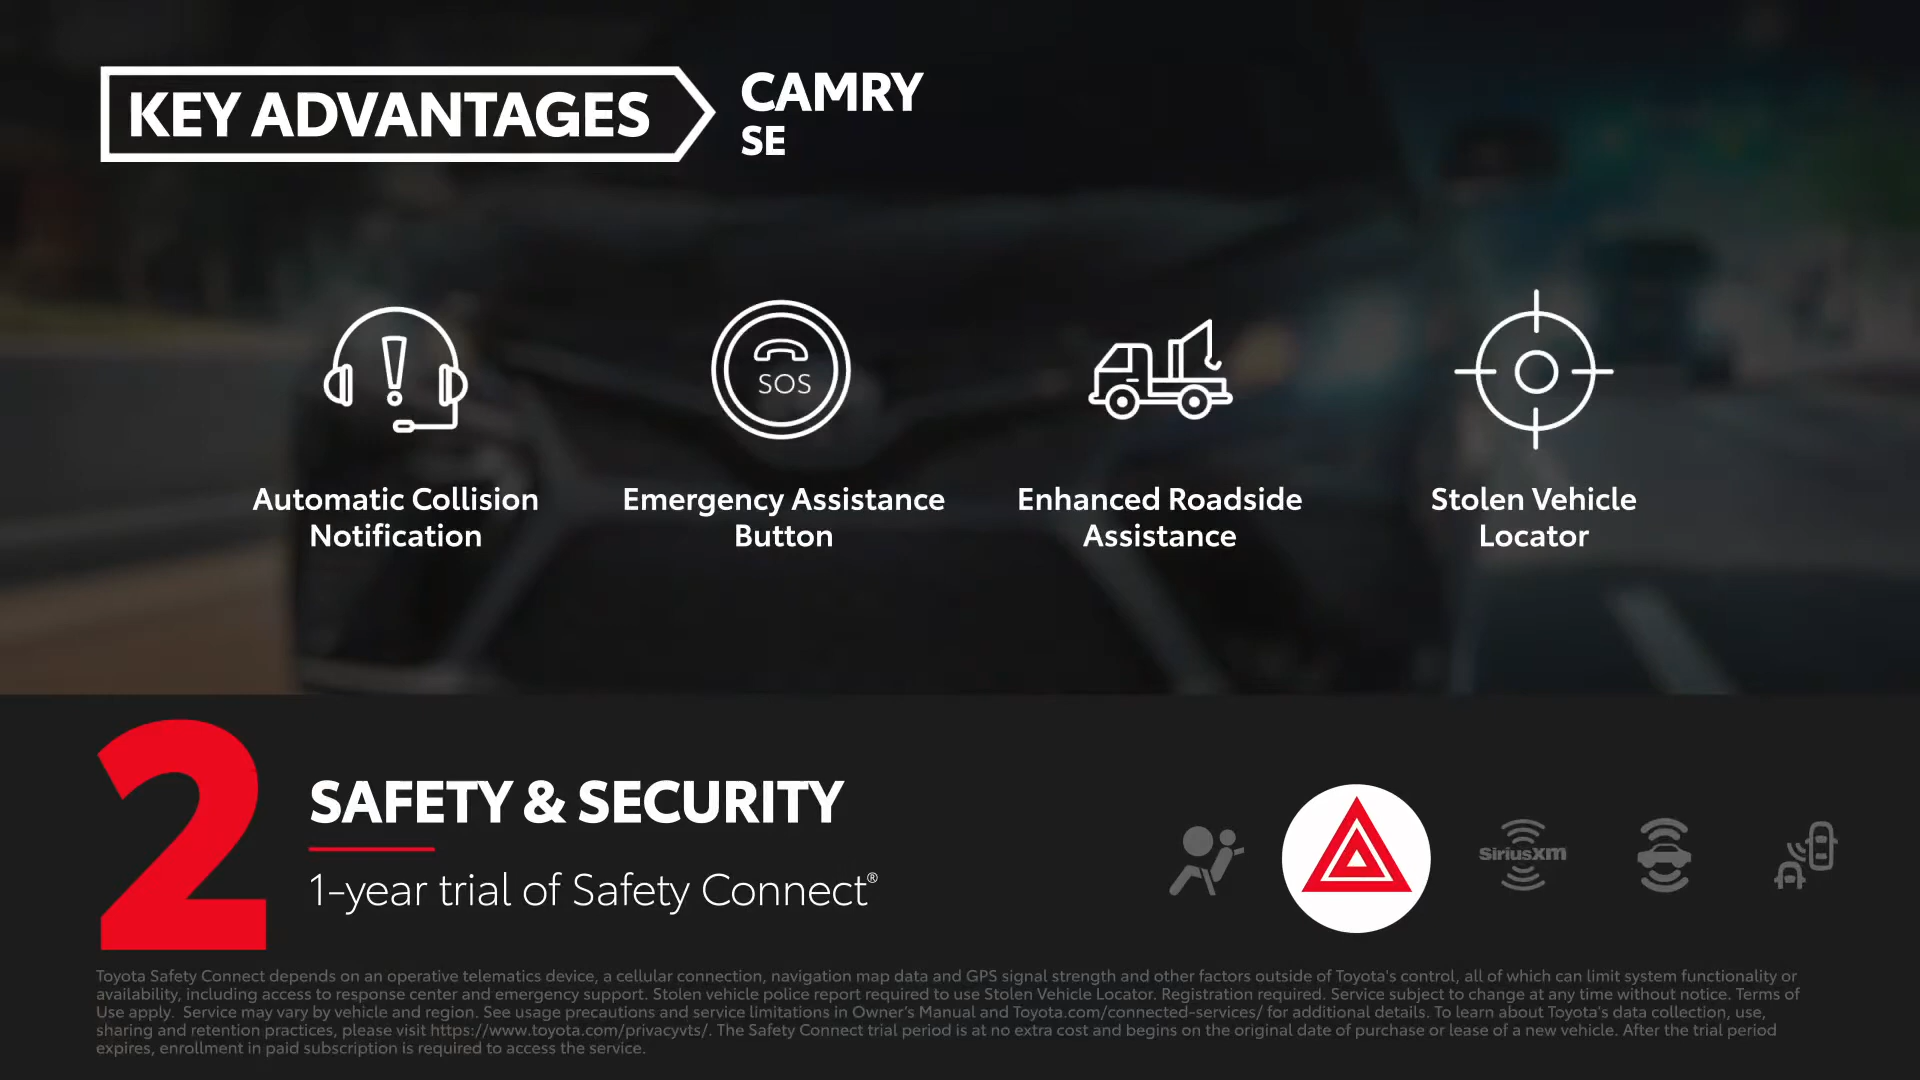 KEY ADVANTAGES
CAMRY
SE
SOS
Automatic Collision
Notification
Emergency Assistance
Button
Enhanced Roadside
Assistance
Stolen Vehicle
Locator
2
SAFETY & SECURITY
1-year trial of Safety Connect®
SiriusXM
Toyota Safety Connect depends on an operative telematics device, a cellular connection, navigation map data and GPS signal strength and other factors outside of Toyota's control, all of which can limit system functionality or
availability, including access to response center and emergency support. Stolen vehicle police report required to use Stolen Vehicle Locator. Registration required. Service subject to change at any time without notice. Terms of
Use apply. Service may vary by vehicle and region. See usage precautions and service limitations in Owner's Manual and Toyota.com/connected-services/ for additional details. To learn about Toyota's data collection, use,
sharing and retention practices, please visit https://www.toyota.com/privacyvts/. The Safety Connect trial period is at no extra cost and begins on the original date of purchase or lease of a new vehicle. After the trial period
expires, enrollment in paid subscription is required to access the service.